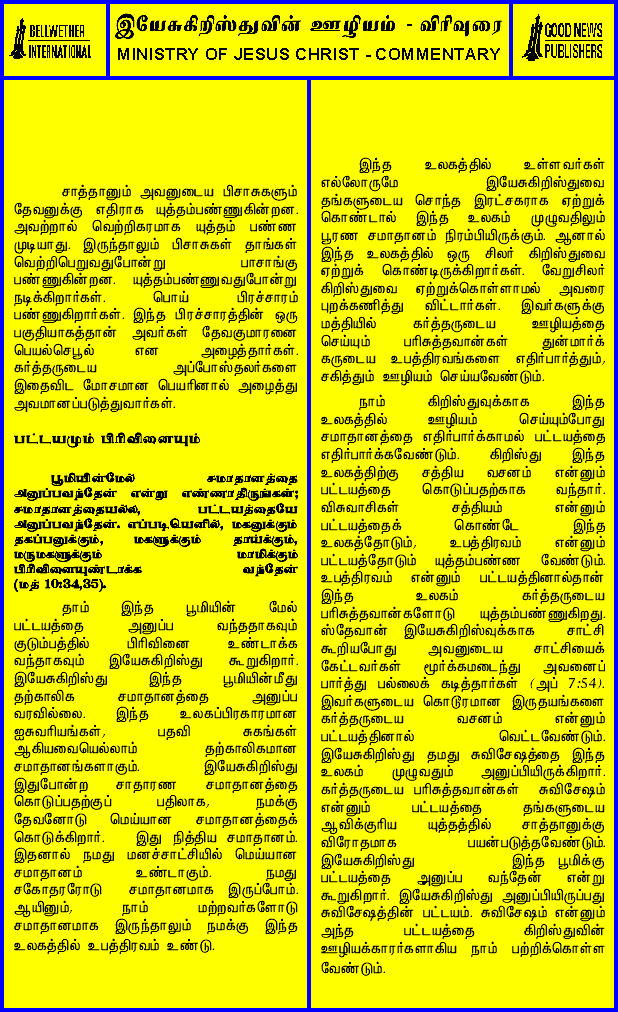 BELLWETHER
INTERNATIONAL
இயேசுகிறிஸ்துவின் ஊழியம் - விரிவுரை
MINISTRY OF JESUS CHRIST - COMMENTARY
GOOD NEWS
PUBLISHERS
சாத்தானும் அவனுடைய பிசாசுகளும்
தேவனுக்கு எதிராக யுத்தம்பண்ணுகின்றன.
அவற்றால் வெற்றிகரமாக யுத்தம் பண்ண
முடியாது. இருந்தாலும் பிசாசுகள் தாங்கள்
வெற்றிபெறுவதுபோன்று பாசாங்கு
பண்ணுகின்றன. யுத்தம்பண்ணுவதுபோன்று
நடிக்கிறார்கள். பொய் பிரச்சாரம்
பண்ணுகிறார்கள். இந்த பிரச்சாரத்தின் ஒரு
பகுதியாகத்தான் அவர்கள் தேவகுமாரனை
பெயல்செபூல் என அழைத்தார்கள்.
கர்த்தருடைய அப்போஸ்தலர்களை
இதைவிட மோசமான பெயரினால் அழைத்து
அவமானப்படுத்துவார்கள்.
பட்டயமும் பிரிவினையும்
பூமியின்மேல் சமாதானத்தை
அனுப்பவந்தேன் என்று எண்ணாதிருங்கள்;
சமாதானத்தையல்ல, பட்டயத்தையே
அனுப்பவந்தேன். எப்படியெனில், மகனுக்கும்
தகப்பனுக்கும், மகளுக்கும் தாய்க்கும்,
மருமகளுக்கும் மாமிக்கும்
பிரிவினையுண்டாக்க வந்தேன்
(மத் 10:34,35).
தாம் இந்த பூமியின் மேல்
பட்டயத்தை அனுப்ப வந்ததாகவும்
குடும்பத்தில் பிரிவினை உண்டாக்க
வந்தாகவும் இயேசுகிறிஸ்து கூறுகிறார்.
இயேசுகிறிஸ்து இந்த பூமியின்மீது
தற்காலிக சமாதானத்தை அனுப்ப
வரவில்லை. இந்த உலகப்பிரகாரமான
ஐசுவரியங்கள், பதவி சுகங்கள்
ஆகியவையெல்லாம் தற்காலிகமான
சமாதானங்களாகும். இயேசுகிறிஸ்து
இதுபோன்ற சாதாரண சமாதானத்தை
கொடுப்பதற்குப் பதிலாக, நமக்கு
தேவனோடு மெய்யான சமாதானத்தைக்
கொடுக்கிறார். இது நித்திய சமாதானம்.
இதனால் நமது மனச்சாட்சியில் மெய்யான
சமாதானம் உண்டாகும். நமது
சகோதரரோடு சமாதானமாக இருப்போம்.
ஆயினும், நாம் மற்றவர்களோடு
சமாதானமாக இருந்தாலும் நமக்கு இந்த
உலகத்தில் உபத்திரவம் உண்டு.
இந்த உலகத்தில் உள்ளவர்கள்
எல்லோருமே இயேசுகிறிஸ்துவை
தங்களுடைய சொந்த இரட்சகராக ஏற்றுக்
கொண்டால் இந்த உலகம் முழுவதிலும்
பூரண சமாதானம் நிரம்பியிருக்கும். ஆனால்
இந்த உலகத்தில் ஒரு சிலர் கிறிஸ்துவை
ஏற்றுக் கொண்டிருக்கிறார்கள். வேறுசிலர்
கிறிஸ்துவை ஏற்றுக்கொள்ளாமல் அவரை
புறக்கணித்து விட்டார்கள். இவர்களுக்கு
மத்தியில் கர்த்தருடைய ஊழியத்தை
செய்யும் பரிசுத்தவான்கள் துன்மார்க்
கருடைய உபத்திரவங்களை எதிர்பார்த்தும்,
சகித்தும் ஊழியம் செய்யவேண்டும்.
நாம் கிறிஸ்துவுக்காக இந்த
உலகத்தில் ஊழியம் செய்யும்போது
சமாதானத்தை எதிர்பார்க்காமல் பட்டயத்தை
எதிர்பார்க்கவேண்டும். கிறிஸ்து இந்த
உலகத்திற்கு சத்திய வசனம் என்னும்
பட்டயத்தை கொடுப்பதற்காக வந்தார்.
விசுவாசிகள் சத்தியம் என்னும்
பட்டயத்தைக் கொண்டே இந்த
உலகத்தோடும், உபத்திரவம் என்னும்
பட்டயத்தோடும் யுத்தம்பண்ண வேண்டும்.
உபத்திரவம் என்னும் பட்டயத்தினால்தான்
இந்த உலகம் கர்த்தருடைய
பரிசுத்தவான்களோடு யுத்தம்பண்ணுகிறது.
ஸ்தேவான் இயேசுகிறிஸ்வுக்காக சாட்சி
கூறியபோது அவனுடைய சாட்சியைக்
கேட்டவர்கள் மூர்க்கமடைந்து அவனைப்
பார்த்து பல்லைக் கடித்தார்கள் (அப் 7:54).
இவர்களுடைய கொடூரமான இருதயங்களை
கர்த்தருடைய வசனம் என்னும்
பட்டயத்தினால் வெட்டவேண்டும்.
இயேசுகிறிஸ்து தமது சுவிசேஷத்தை இந்த
உலகம் முழுவதும் அனுப்பியிருக்கிறார்.
கர்த்தருடைய பரிசுத்தவான்கள் சுவிசேஷம்
என்னும் பட்டயத்தை தங்களுடைய
ஆவிக்குரிய யுத்தத்தில் சாத்தானுக்கு
விரோதமாக பயன்படுத்தவேண்டும்.
இயேசுகிறிஸ்து இந்த பூமிக்கு
பட்டயத்தை அனுப்ப வந்தேன் என்று
கூறுகிறார். இயேசுகிறிஸ்து அனுப்பியிருப்பது
சுவிசேஷத்தின் பட்டயம். சுவிசேஷம் என்னும்
அந்த பட்டயத்தை கிறிஸ்துவின்
ஊழியக்காரர்களாகிய நாம் பற்றிக்கொள்ள
வேண்டும்.